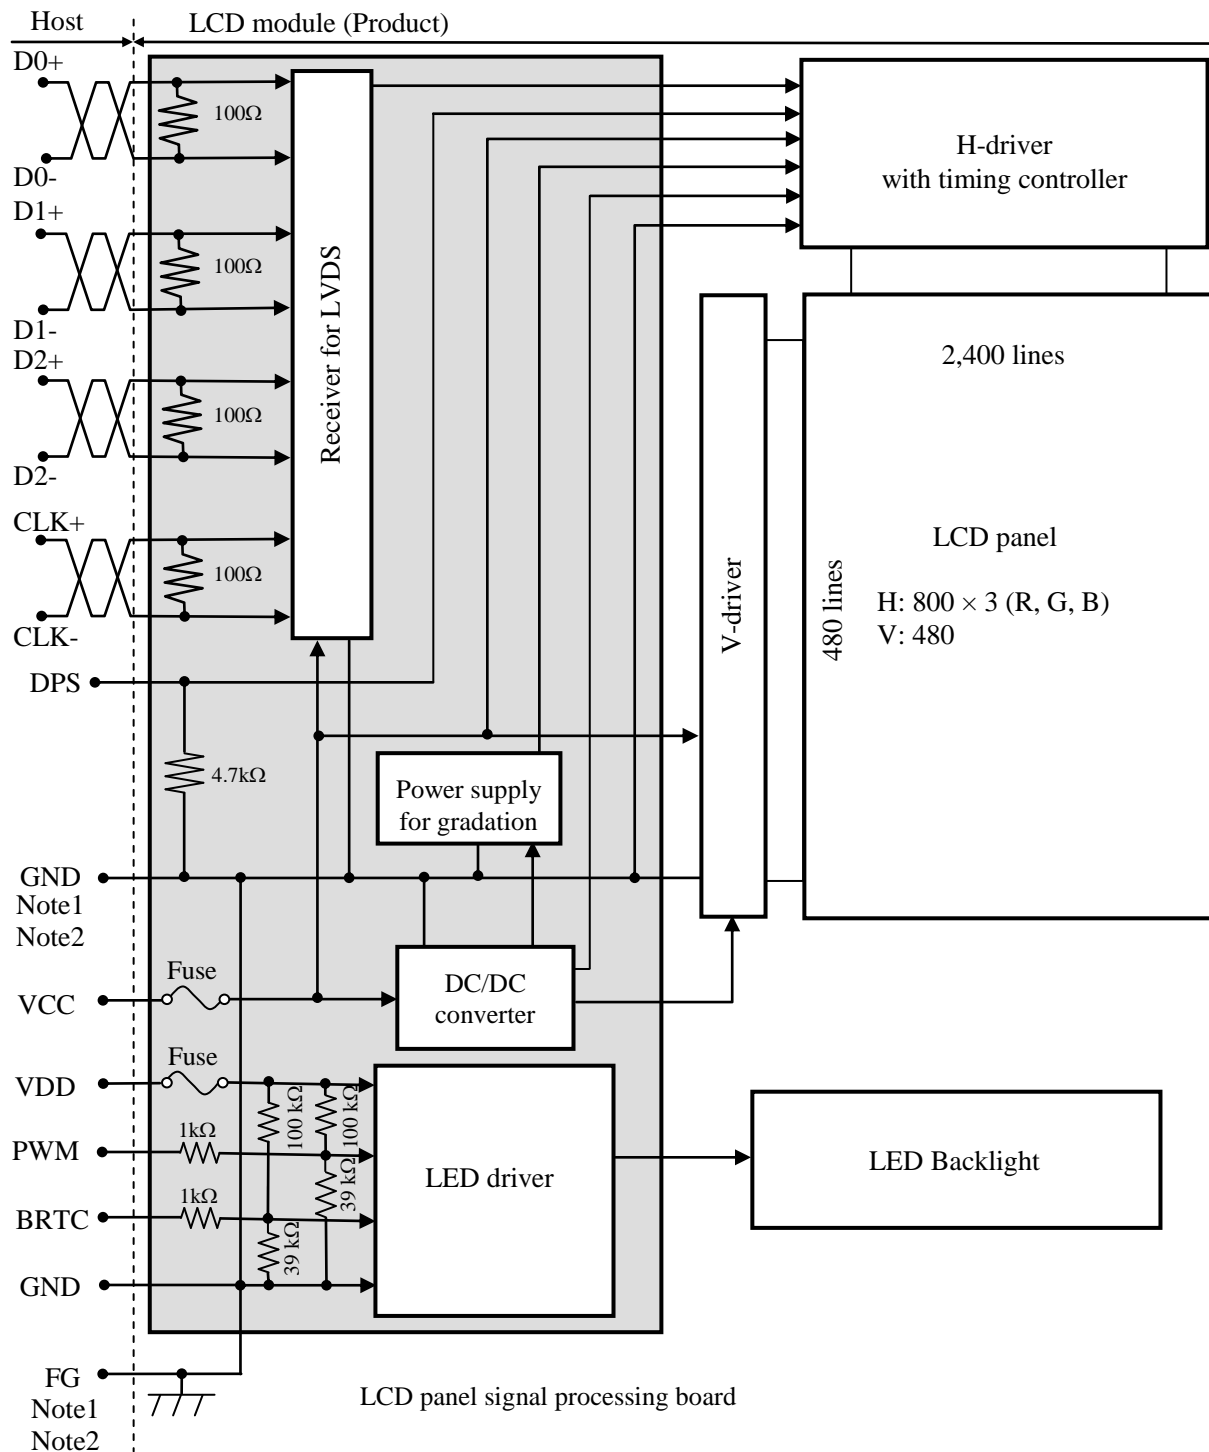 Host
LCD module (Product)
D0+
100Ω
D0-
D1+
100Ω
D1-
D2+
100Ω
D2-
CLK+
100Ω
CLK-
Receiver for LVDS
H-driver
with timing controller
2,400 lines
480 lines
LCD panel
H: 800 × 3 (R, G, B)
V: 480
V-driver
DPS
4.7kΩ
Power supply
for gradation
GND
Note1
Note2
Fuse
VCC
DC/DC
converter
Fuse
VDD
100 kΩ
100 kΩ
1kΩ
PWM
39 kΩ
1kΩ
BRTC
39 kΩ
GND
LED driver
LED Backlight
FG
Note1
Note2
LCD panel signal processing board